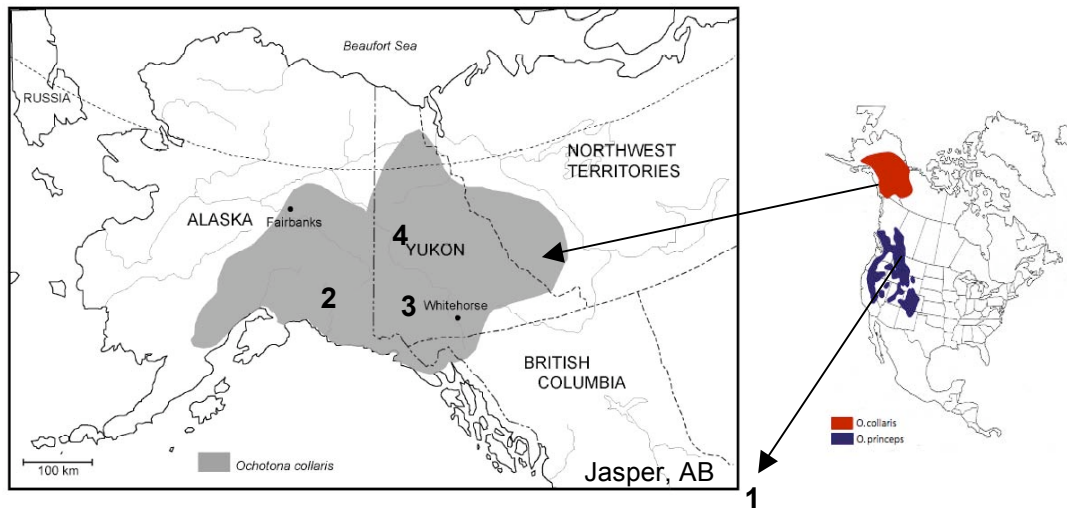 Beaufort Sea
RUSSIA
NORTHWEST
TERRITORIES
ALASKA
Fairbanks
4
YUKON
2
3
Whitehorse
BRITISH
COLUMBIA
100 km
Ochotona collaris
Jasper, AB
O.collaris
O.princeps
1